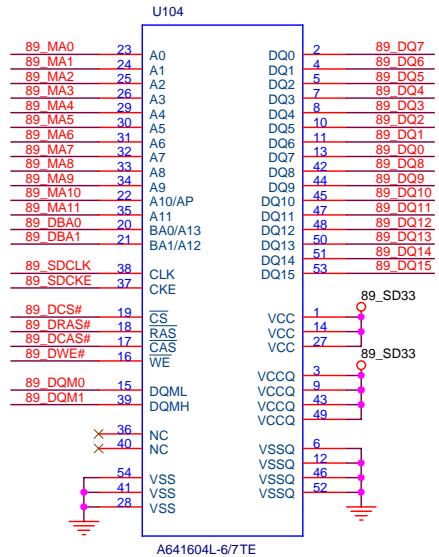 U104
89_MA0 23 A0 DQ0 2 89_DQ7
89_MA1 24 A1 DQ1 4 89_DQ6
89_MA2 25 A2 DQ2 5 89_DQ5
89_MA3 26 A3 DQ3 7 89_DQ4
89_MA4 29 A4 DQ4 8 89_DQ3
89_MA5 30 A5 DQ5 10 89_DQ2
89_MA6 31 A6 DQ6 11 89_DQ1
89_MA7 32 A7 DQ7 13 89_DQ0
89_MA8 33 A8 DQ8 42 89_DQ8
89_MA9 34 A9 DQ9 44 89_DQ9
89_MA10 22 A10/AP DQ10 45 89_DQ10
89_MA11 35 A11 DQ11 47 89_DQ11
89_DBA0 20 BA0/A13 DQ12 48 89_DQ12
89_DBA1 21 BA1/A12 DQ13 50 89_DQ13
DQ14 51 89_DQ14
89_SDCLK 38 CLK DQ15 53 89_DQ15
89_SDCKE 37 CKE
89_SD33
89_DCS# 19 CS VCC 1
89_DRAS# 18 RAS VCC 14
89_DCAS# 17 CAS VCC 27
89_DWE# 16 WE
89_SD33
VCCQ 3
89_DQM0 15 DQML VCCQ 9
89_DQM1 39 DQMH VCCQ 43
VCCQ 49
36 NC
40 NC VSSQ 6
VSSQ 12
54 VSS VSSQ 46
41 VSS VSSQ 52
28 VSS
A641604L-6/7TE